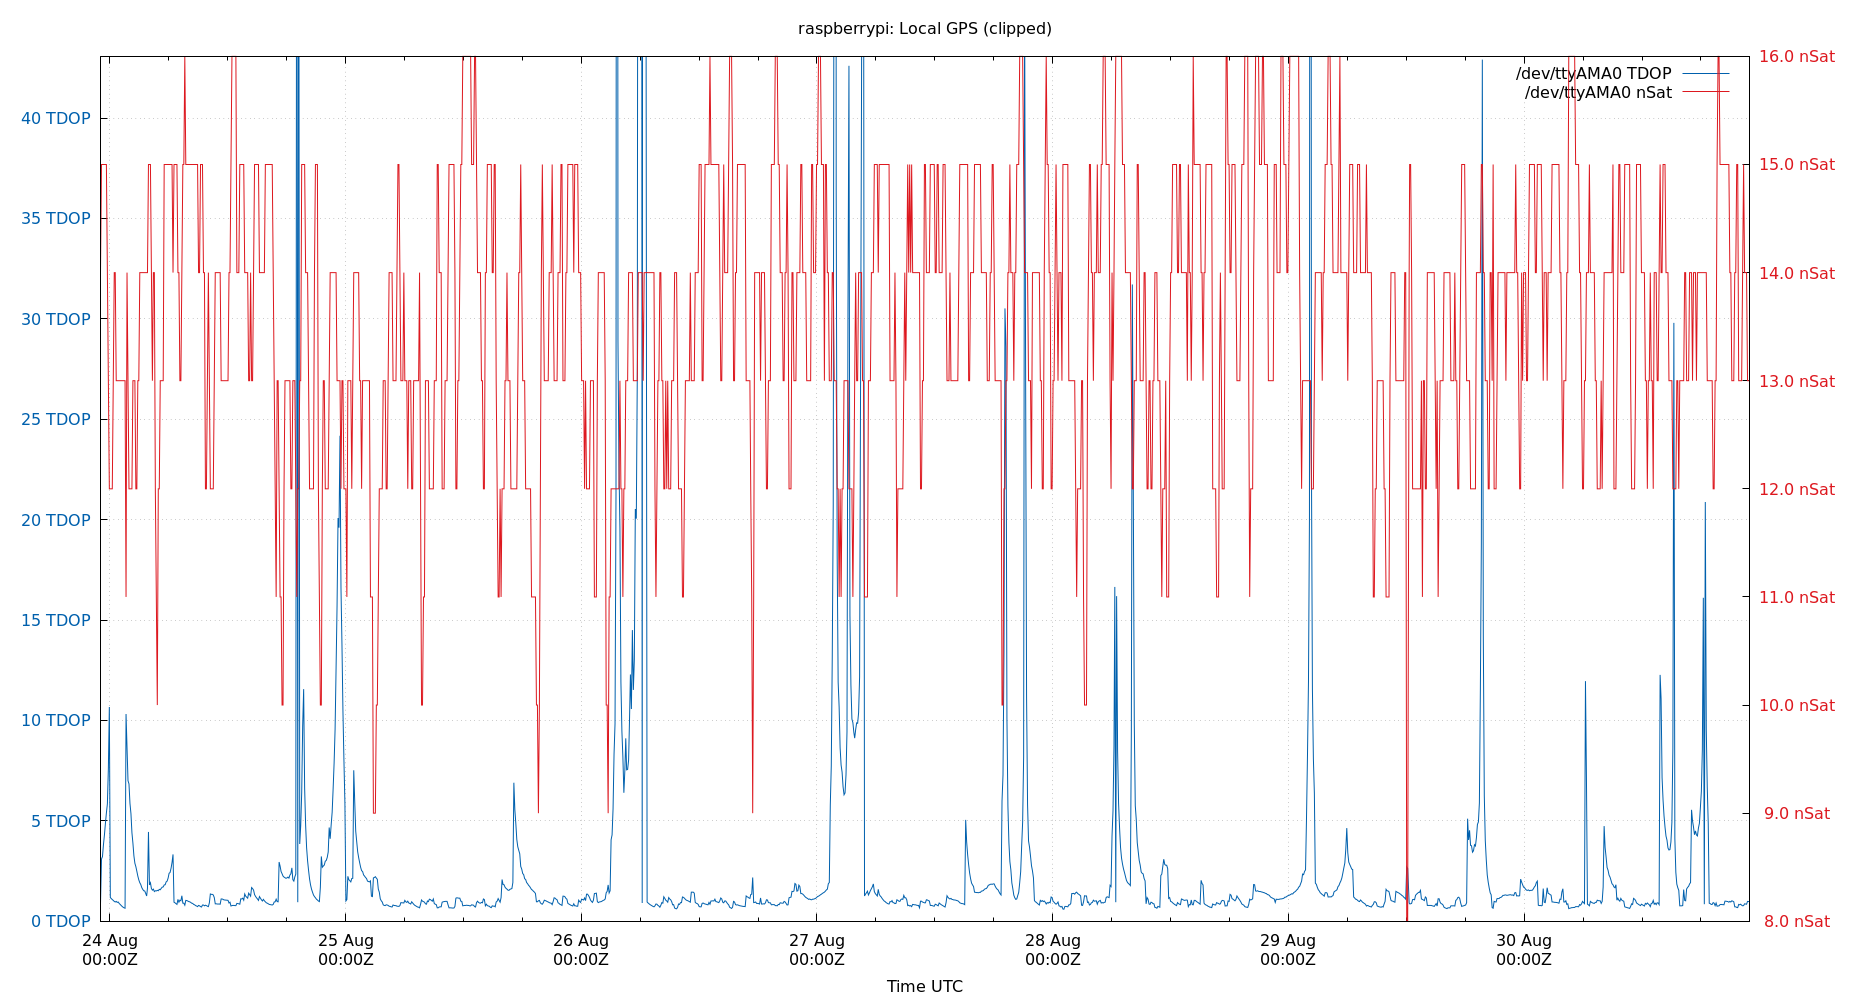 raspberrypi: Local GPS (clipped)
/dev/ttyAMA0 TDOP
/dev/ttyAMA0 nSat
40 TDOP
35 TDOP
30 TDOP
25 TDOP
20 TDOP
15 TDOP
10 TDOP
5 TDOP
0 TDOP
16.0 nSat
15.0 nSat
14.0 nSat
13.0 nSat
12.0 nSat
11.0 nSat
10.0 nSat
9.0 nSat
8.0 nSat
24 Aug
00:00Z
25 Aug
00:00Z
26 Aug
00:00Z
27 Aug
00:00Z
28 Aug
00:00Z
29 Aug
00:00Z
30 Aug
00:00Z
Time UTC